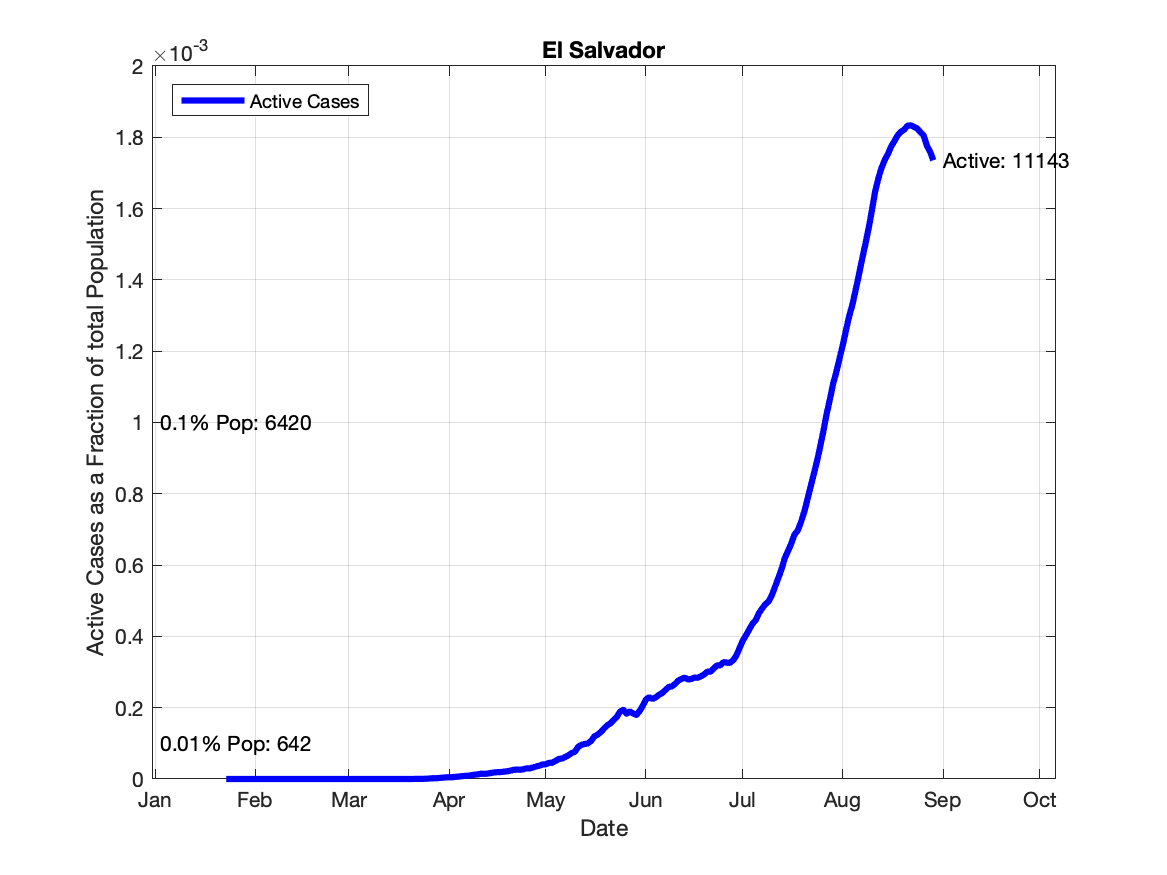 El Salvador
×10-3
2
1.8
1.6
1.4
1.2
1
0.8
0.6
0.4
0.2
0
Active Cases as a Fraction of total Population
Active Cases
Active: 11143
0.1% Pop: 6420
0.01% Pop: 642
Jan Feb Mar Apr May Jun Jul Aug Sep Oct
Date